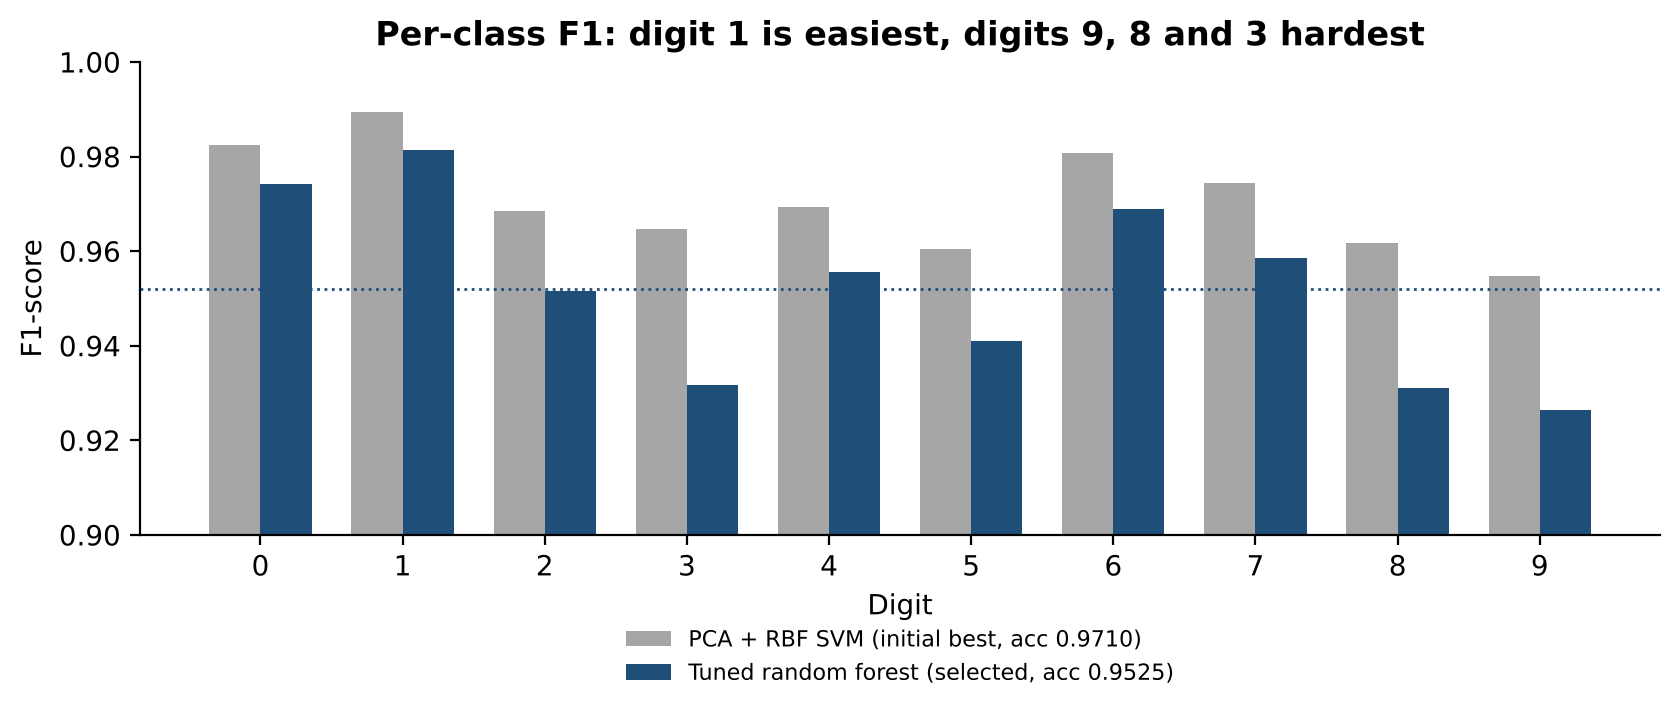 Per-class F1: digit 1 is easiest, digits 9, 8 and 3 hardest
1.00
0.98
0.96
0.94
0.92
0.90
F1-score
0 1 2 3 4 5 6 7 8 9
Digit
PCA + RBF SVM (initial best, acc 0.9710)
Tuned random forest (selected, acc 0.9525)